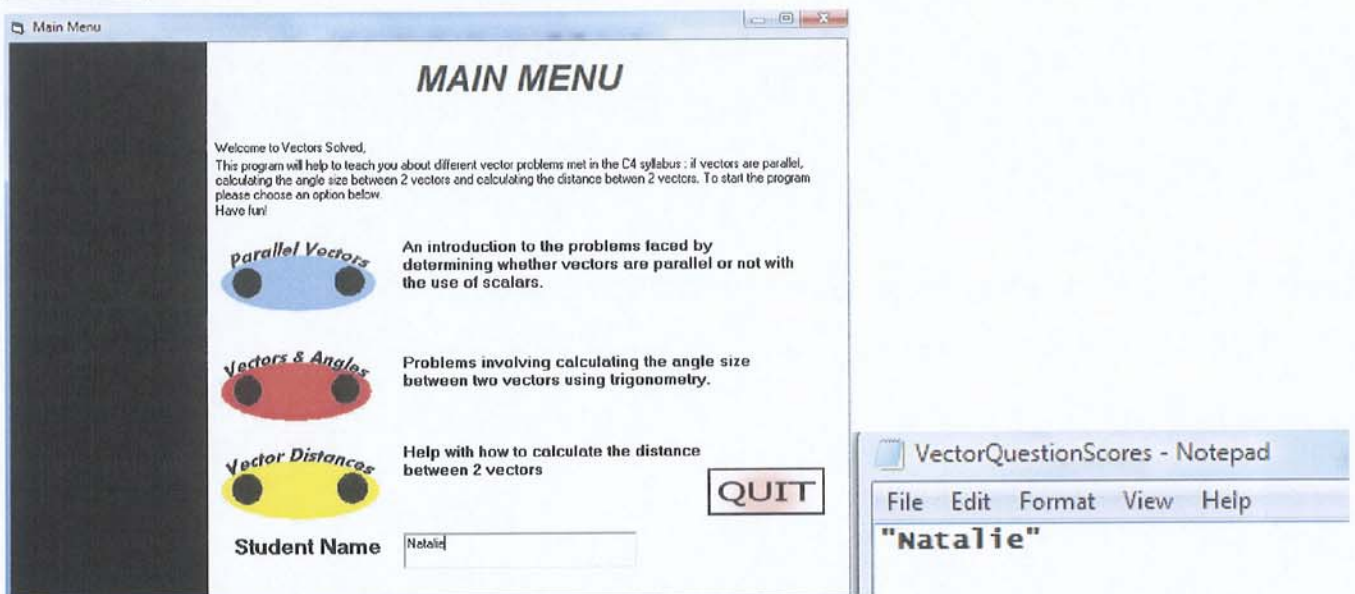 Main Menu
MAIN MENU
Welcome to Vectors Solved,
This program will help to teach you about different vector problems met in the C4 syllabus : if vectors are parallel,
calculating the angle size between 2 vectors and calculating the distance betwen 2 vectors. To start the program
please choose an option below.
Have fun!
Parallel Vectors
An introduction to the problems faced by
determining whether vectors are parallel or not with
the use of scalars.
Vectors & Angles
Problems involving calculating the angle size
between two vectors using trigonometry.
Vector Distances
Help with how to calculate the distance
between 2 vectors
QUIT
Student Name
Natalie
VectorQuestionScores - Notepad
File Edit Format View Help
"Natalie"